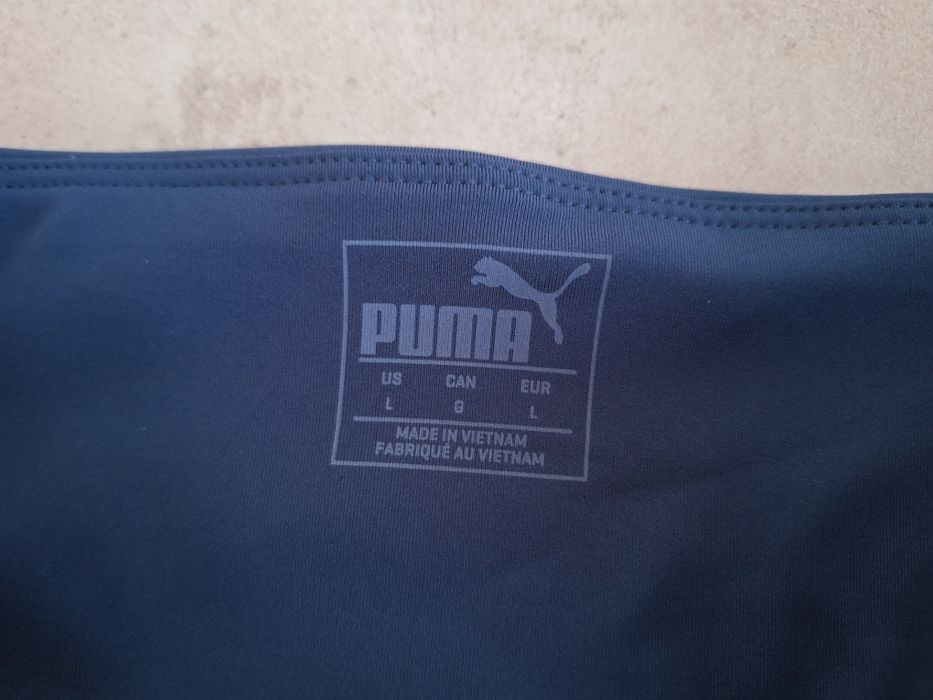 PUMA
US CAN EUR
L G L
MADE IN VIETNAM
FABRIQUÉ AU VIETNAM